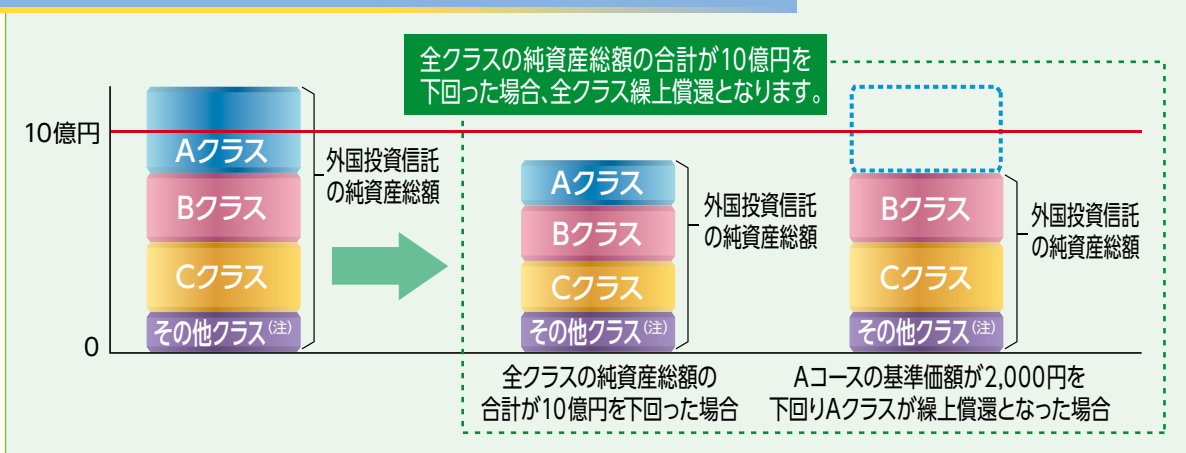 全クラスの純資産総額の合計が10億円を
下回った場合、全クラス繰上償還となります。
10億円
0
Aクラス
Bクラス
Cクラス
その他クラス(注)
外国投資信託
の純資産総額
Aクラス
Bクラス
Cクラス
その他クラス(注)
外国投資信託
の純資産総額
全クラスの純資産総額の
合計が10億円を下回った場合
Bクラス
Cクラス
その他クラス(注)
外国投資信託
の純資産総額
Aコースの基準価額が2,000円を
下回りAクラスが繰上償還となった場合